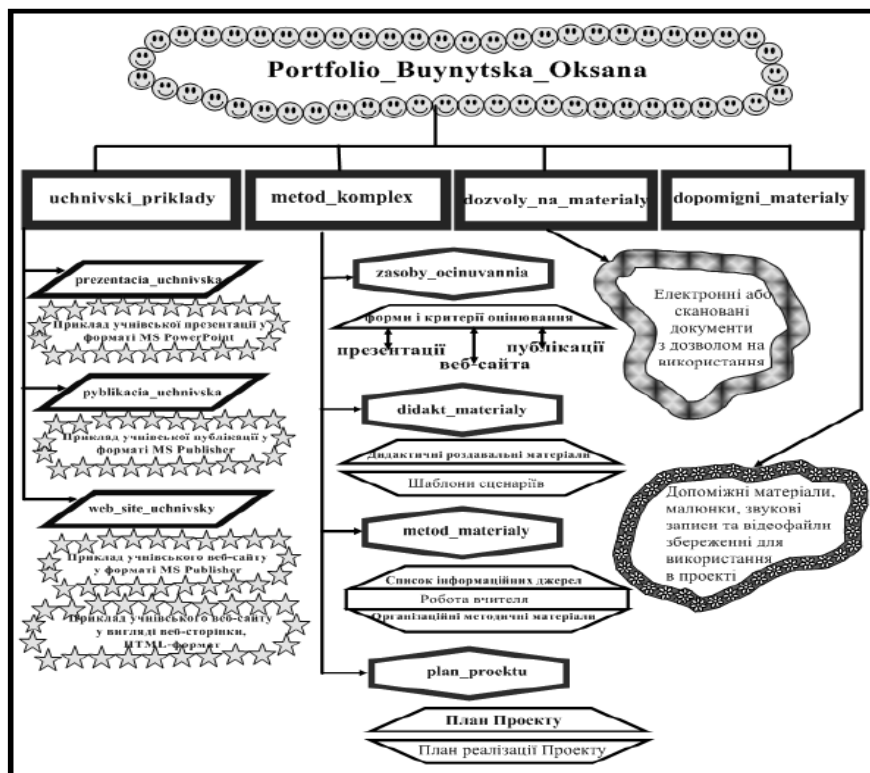 Portfolio_Buynytska_Oksana
uchnivski_priklady
metod_komplex
dozvoly_na_materialy
dopomigni_materialy
prezentacia_uchnivska
Приклад учнівської презентації у
форматі MS PowerPoint
pyblikacia_uchnivska
Приклад учнівської публікації у
форматі MS Publisher
web_site_uchnivsky
Приклад учнівського веб-сайту
у форматі MS Publisher
Приклад учнівського веб-сайту
у вигляді веб-сторінки,
HTML-формат
zasoby_ocinuvannia
форми і критерії оцінювання
презентації
веб-сайта
публікації
didakt_materialy
Дидактичні роздавальні матеріали
Шаблони сценаріїв
metod_materialy
Список інформаційних джерел
Робота вчителя
Організаційні методичні матеріали
plan_proektu
План Проекту
План реалізації Проекту
Електронні або
скановані
документи
з дозволом на
використання
Допоміжні матеріали,
малюнки, звукові
записи та відеофайли
збереженні для
використання
в проекті